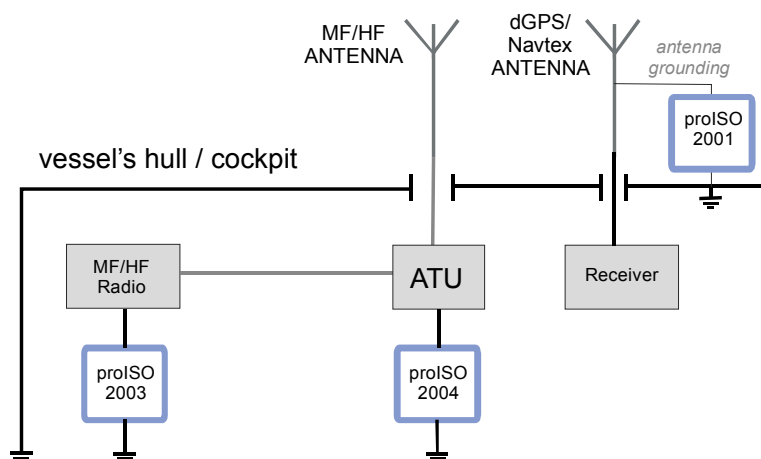 MF/HF
ANTENNA
dGPS/
Navtex
ANTENNA
antenna
grounding
proISO
2001
vessel's hull / cockpit
MF/HF
Radio
ATU
Receiver
proISO
2003
proISO
2004